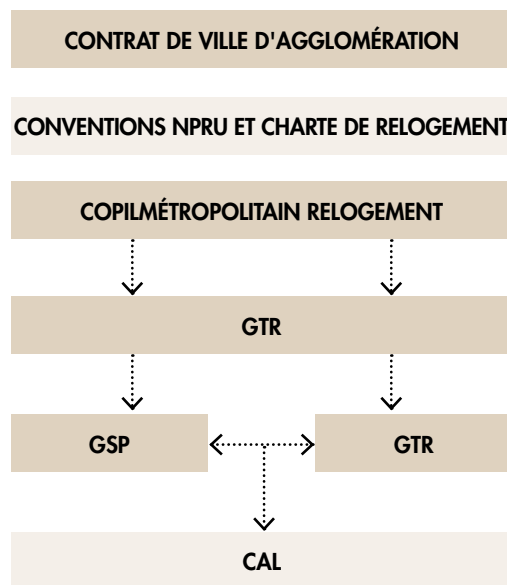 CONTRAT DE VILLE D'AGGLOMÉRATION
CONVENTIONS NPRU ET CHARTE DE RELOGEMENT
COPILMÉTROPOLITAIN RELOGEMENT
GTR
GSP
GTR
CAL